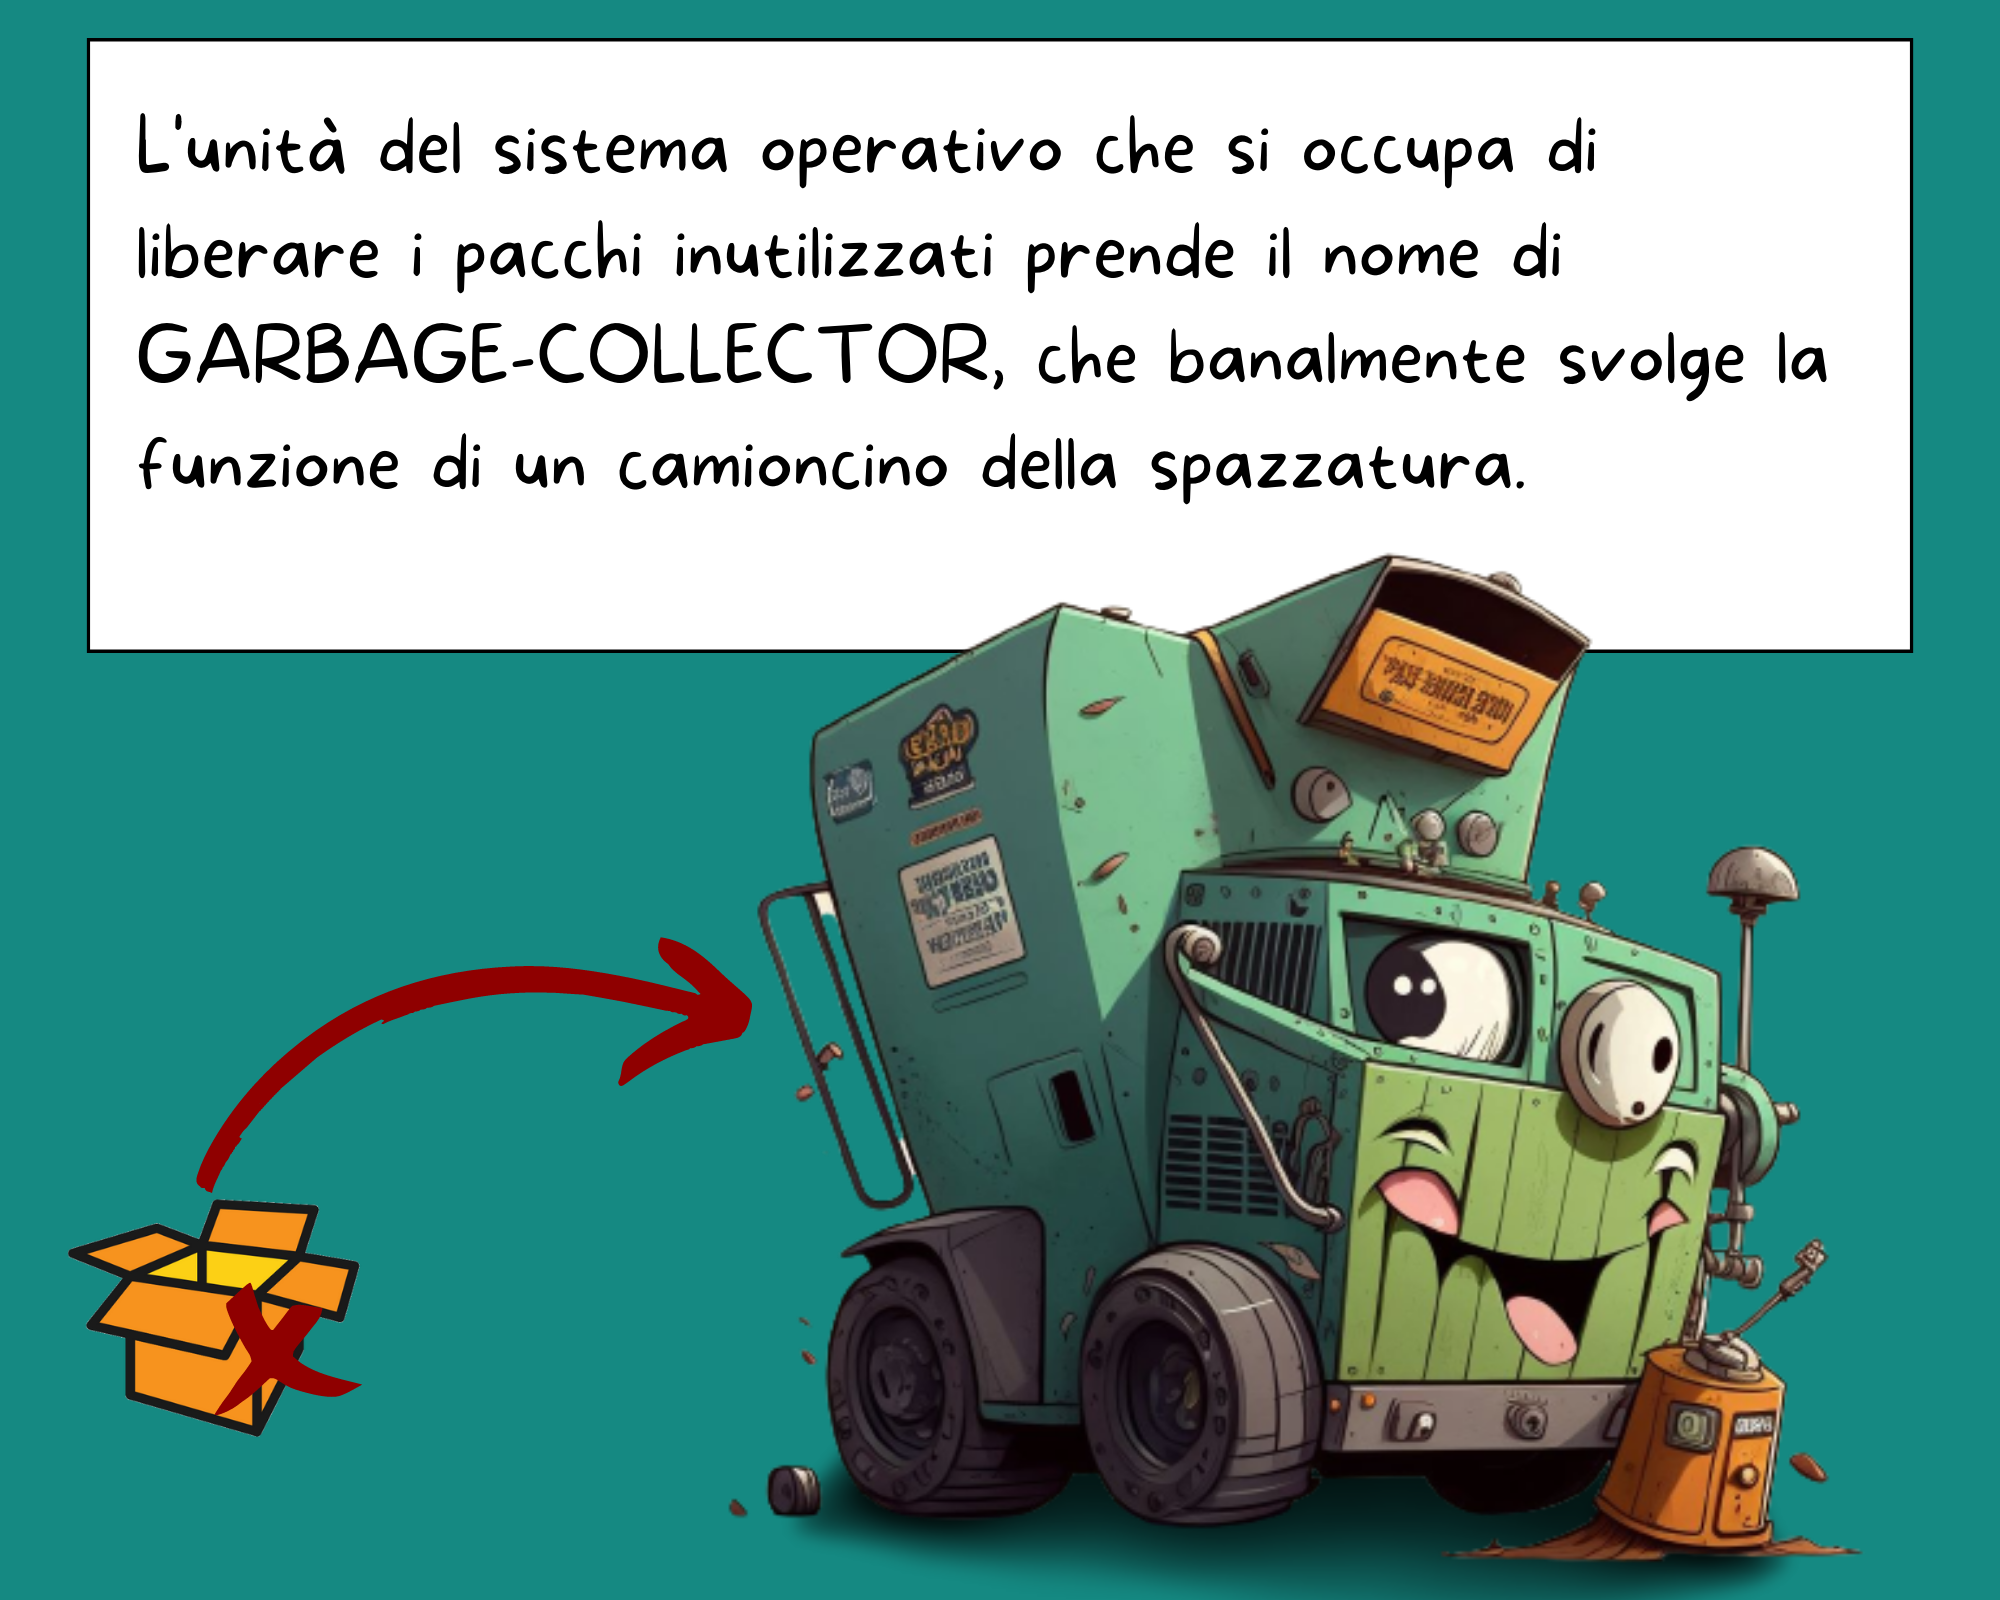 L'unità del sistema operativo che si occupa di
liberare i pacchi inutilizzati prende il nome di
GARBAGE-COLLECTOR, che banalmente svolge la
funzione di un camioncino della spazzatura.